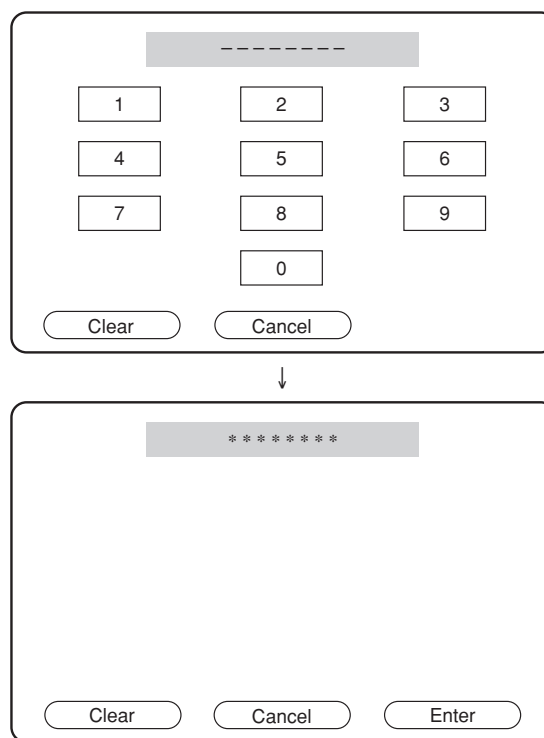 – – – – – – – –
1 2 3
4 5 6
7 8 9
0
Clear Cancel
↓
* * * * * * * *
Clear Cancel Enter